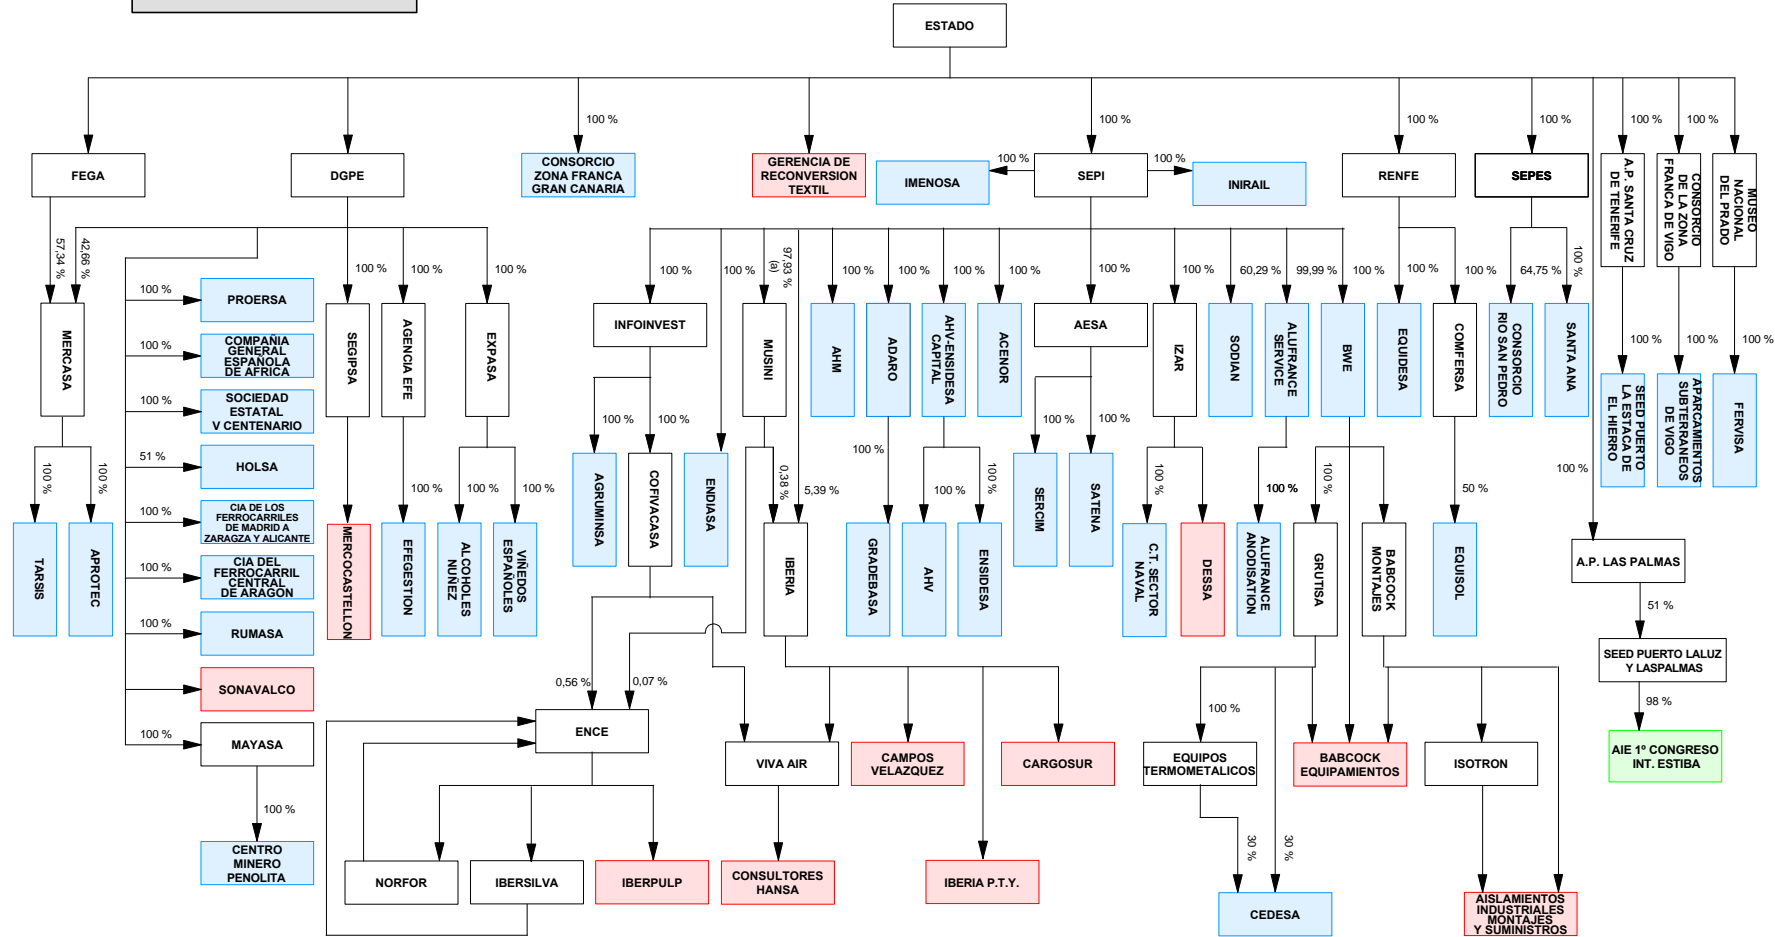 ESTADO
100 %
100 %
100 %
100 %
100 %
100 %
100 %
100 %
FEGA
DGPE
CONSORCIO
ZONA FRANCA
GRAN CANARIA
GERENCIA DE
RECONVERSION
TEXTIL
IMENOSA
100 %
SEPI
100 %
INIRAIL
RENFE
SEPES
A.P. SANTA CRUZ
DE TENERIFE
CONSORCIO
DE LA ZONA
FRANCA DE VIGO
MUSEO
NACIONAL
DEL PRADO
57,34 %
42,66 %
100 %
100 %
100 %
100 %
100 %
97,93 %
(a)
100 %
100 %
100 %
100 %
100 %
100 %
100 %
60,29 %
99,99 %
100 %
100 %
100 %
64,75 %
100 %
MERCASA
100 %
PROERSA
100 %
COMPAÑIA
GENERAL
ESPAÑOLA
DE AFRICA
100 %
SOCIEDAD
ESTATAL
V CENTENARIO
51 %
HOLSA
100 %
CIA DE LOS
FERROCARRILES
DE MADRID A
ZARAGZA Y ALICANTE
100 %
CIA DEL
FERROCARRIL
CENTRAL
DE ARAGON
100 %
RUMASA
SONAVALCO
100 %
MAYASA
100 %
CENTRO
MINERO
PENOLITA
SEGIPSA
AGENCIA EFE
EXPASA
INFOINVEST
MUSINI
AHM
ADARO
AHV-ENSIDESA
CAPITAL
ACENOR
AESA
IZAR
SODIAN
ALUFRANCE
SERVICE
BWE
EQUIDESA
COMFERSA
CONSORCIO
RIO SAN PEDRO
SANTA ANA
100 %
100 %
100 %
SEED PUERTO
LA ESTACA DE
EL HIERRO
APARCAMIENTOS
SUBTERRANEOS
DE VIGO
FERVISA
100 %
100 %
TARSIS
APROTEC
100 %
MERCOCASTELLON
100 %
EFEGESTION
100 %
ALCOHOLES
NUÑEZ
100 %
VIÑEDOS
ESPAÑOLES
100 %
AGRUMINSA
100 %
COFIVACASA
ENDIASA
0,38 %
5,39 %
IBERIA
100 %
GRADEBASA
100 %
AHV
100 %
ENSIDESA
100 %
SERCIM
100 %
SATENA
100 %
C.T. SECTOR
NAVAL
DESSA
100 %
ALUFRANCE
ANODISATION
100 %
GRUTISA
BABCOCK
MONTAJES
50 %
EQUISOL
100 %
A.P. LAS PALMAS
51 %
SEED PUERTO LALUZ
Y LASPALMAS
98 %
AIE 1º CONGRESO
INT. ESTIBA
0,56 %
0,07 %
ENCE
VIVA AIR
CAMPOS
VELAZQUEZ
CARGOSUR
100 %
EQUIPOS
TERMOMETALICOS
BABCOCK
EQUIPAMIENTOS
ISOTRON
NORFOR
IBERSILVA
IBERPULP
CONSULTORES
HANSA
IBERIA P.T.Y.
30 %
30 %
CEDESA
AISLAMIENTOS
INDUSTRIALES
MONTAJES
Y SUMINISTROS